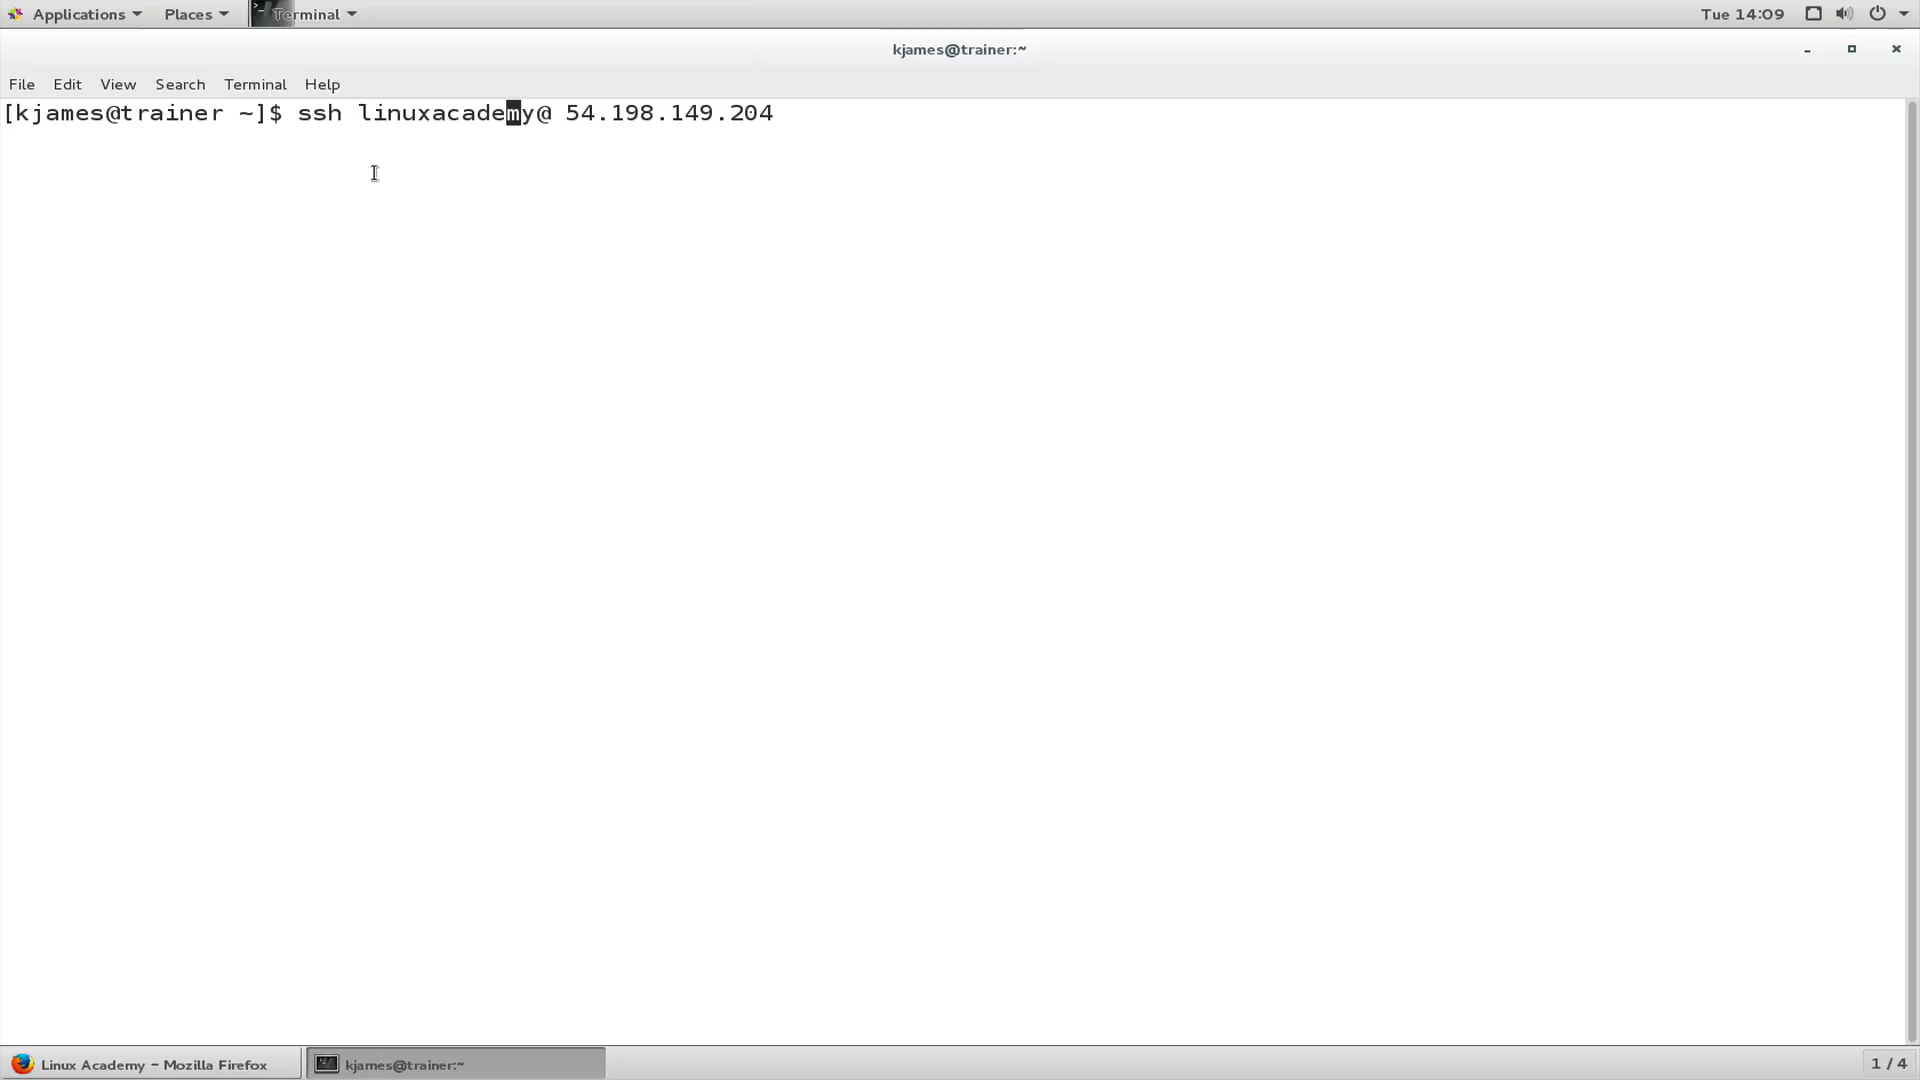 Applications Places Terminal Tue 14:09
kjames@trainer:~
File Edit View Search Terminal Help
[kjames@trainer ~]$ ssh linuxacademy@ 54.198.149.204
Linux Academy - Mozilla Firefox kjames@trainer:~ 1 / 4